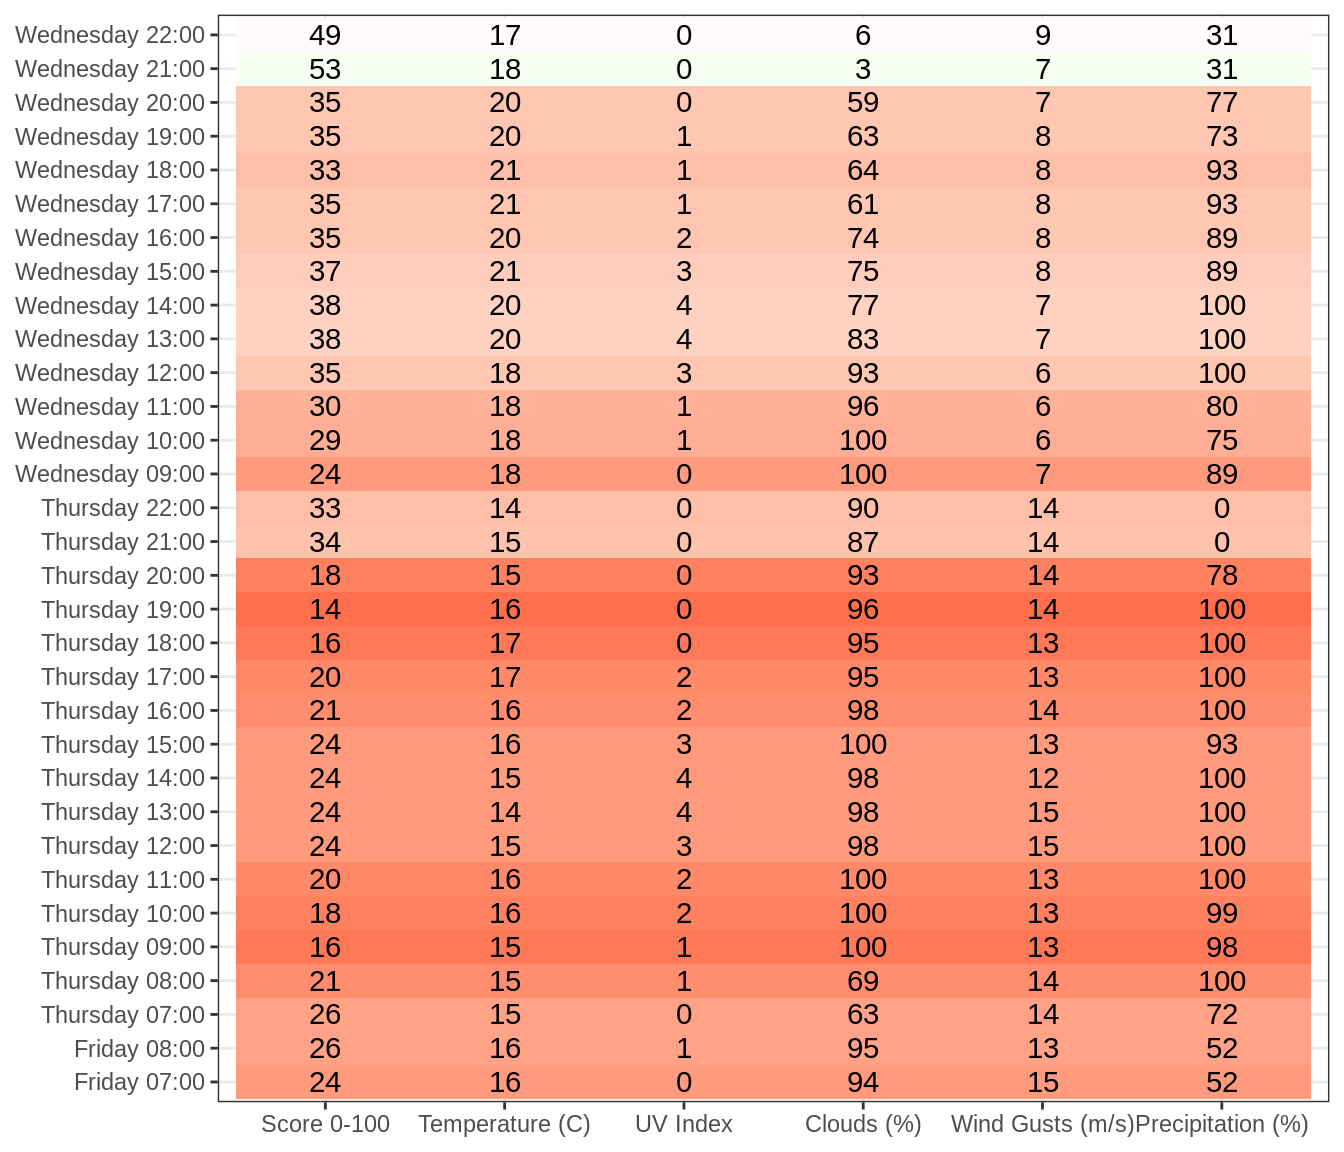 Wednesday 22:00 49 17 0 6 9 31
Wednesday 21:00 53 18 0 3 7 31
Wednesday 20:00 35 20 0 59 7 77
Wednesday 19:00 35 20 1 63 8 73
Wednesday 18:00 33 21 1 64 8 93
Wednesday 17:00 35 21 1 61 8 93
Wednesday 16:00 35 20 2 74 8 89
Wednesday 15:00 37 21 3 75 8 89
Wednesday 14:00 38 20 4 77 7 100
Wednesday 13:00 38 20 4 83 7 100
Wednesday 12:00 35 18 3 93 6 100
Wednesday 11:00 30 18 1 96 6 80
Wednesday 10:00 29 18 1 100 6 75
Wednesday 09:00 24 18 0 100 7 89
Thursday 22:00 33 14 0 90 14 0
Thursday 21:00 34 15 0 87 14 0
Thursday 20:00 18 15 0 93 14 78
Thursday 19:00 14 16 0 96 14 100
Thursday 18:00 16 17 0 95 13 100
Thursday 17:00 20 17 2 95 13 100
Thursday 16:00 21 16 2 98 14 100
Thursday 15:00 24 16 3 100 13 93
Thursday 14:00 24 15 4 98 12 100
Thursday 13:00 24 14 4 98 15 100
Thursday 12:00 24 15 3 98 15 100
Thursday 11:00 20 16 2 100 13 100
Thursday 10:00 18 16 2 100 13 99
Thursday 09:00 16 15 1 100 13 98
Thursday 08:00 21 15 1 69 14 100
Thursday 07:00 26 15 0 63 14 72
Friday 08:00 26 16 1 95 13 52
Friday 07:00 24 16 0 94 15 52
Score 0-100 Temperature (C) UV Index Clouds (%) Wind Gusts (m/s) Precipitation (%)